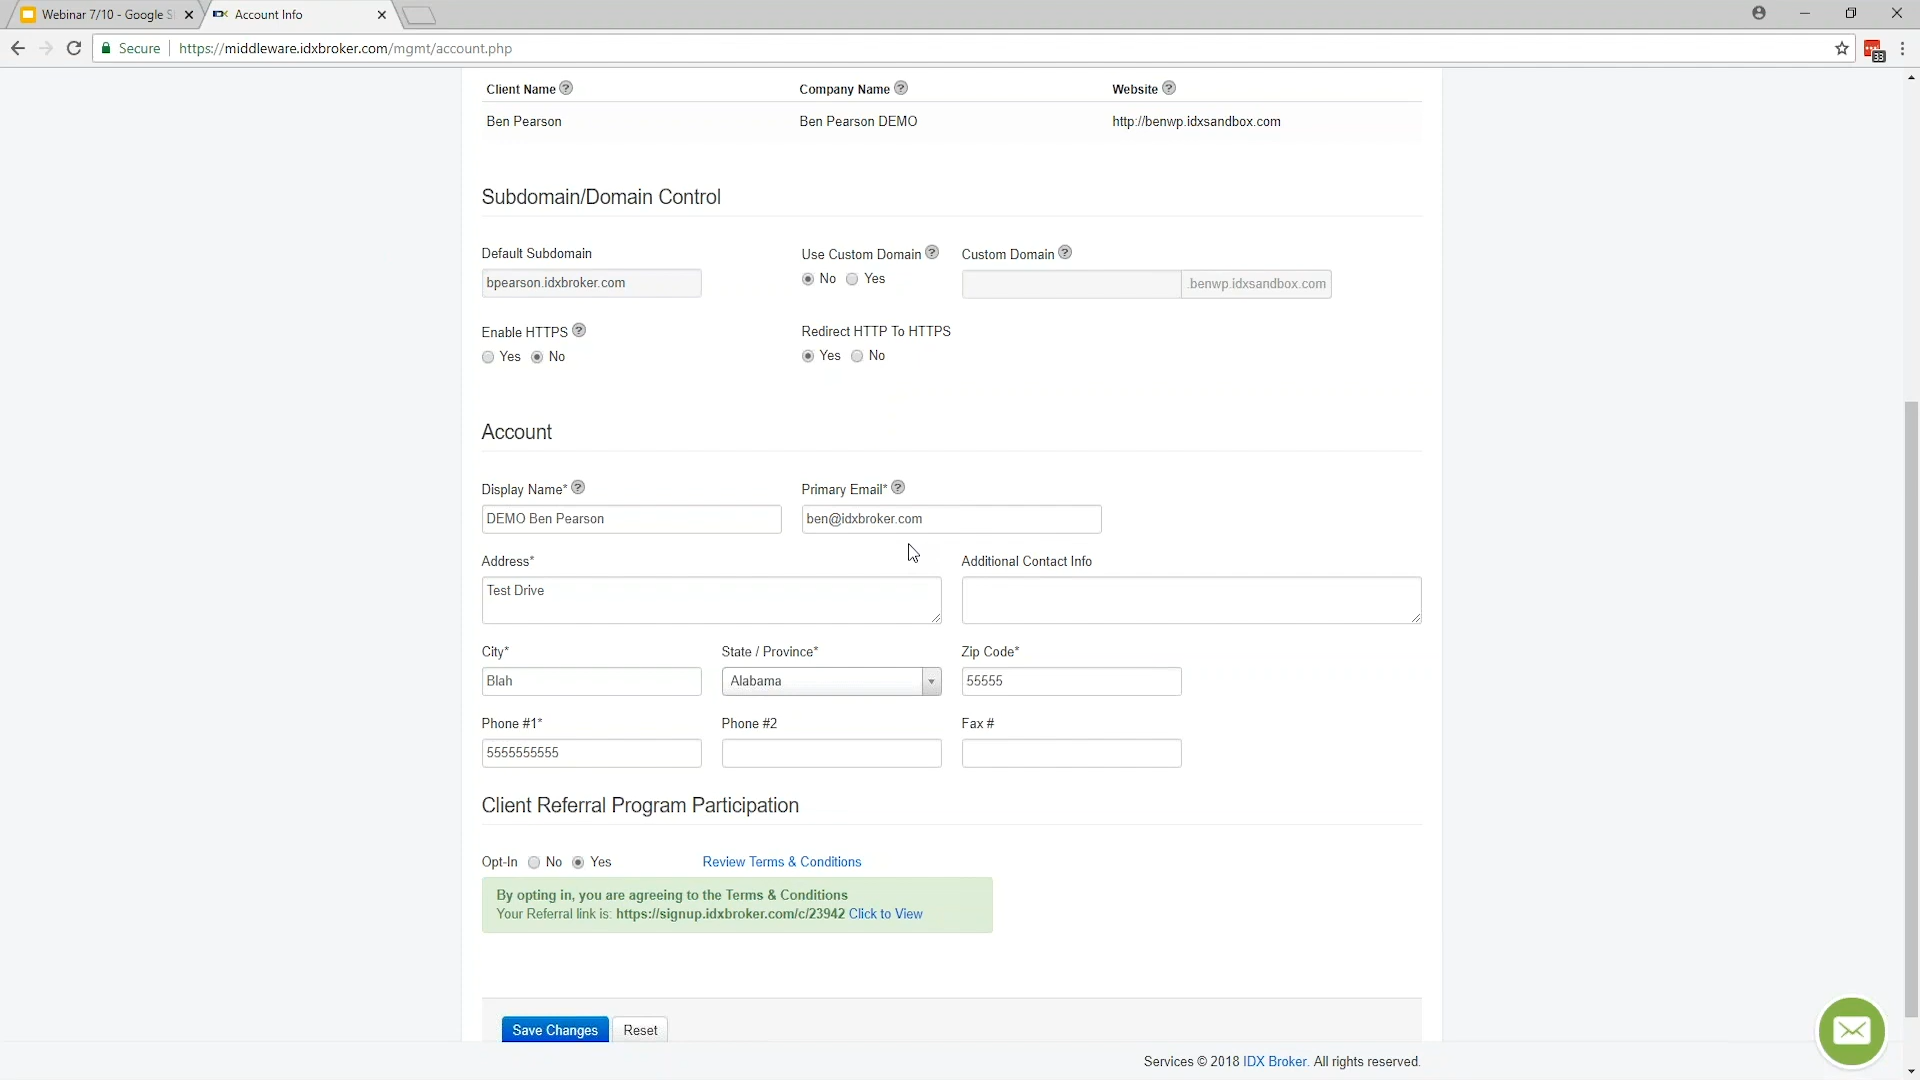 Webinar 7/10 - Google S
Account Info
Secure
https://middleware.idxbroker.com/mgmt/account.php
33
Client Name ?
Company Name ?
Website ?
Ben Pearson
Ben Pearson DEMO
http://benwp.idxsandbox.com
Subdomain/Domain Control
Default Subdomain
Use Custom Domain ?
Custom Domain ?
bpearson.idxbroker.com
No Yes
.benwp.idxsandbox.com
Enable HTTPS ?
Redirect HTTP To HTTPS
Yes No
Yes No
Account
Display Name* ?
Primary Email* ?
DEMO Ben Pearson
ben@idxbroker.com
Address*
Additional Contact Info
Test Drive
City*
State / Province*
Zip Code*
Blah
Alabama
55555
Phone #1*
Phone #2
Fax #
5555555555
Client Referral Program Participation
Opt-In No Yes
Review Terms & Conditions
By opting in, you are agreeing to the Terms & Conditions
Your Referral link is: https://signup.idxbroker.com/c/23942 Click to View
Save Changes
Reset
Services © 2018 IDX Broker. All rights reserved.